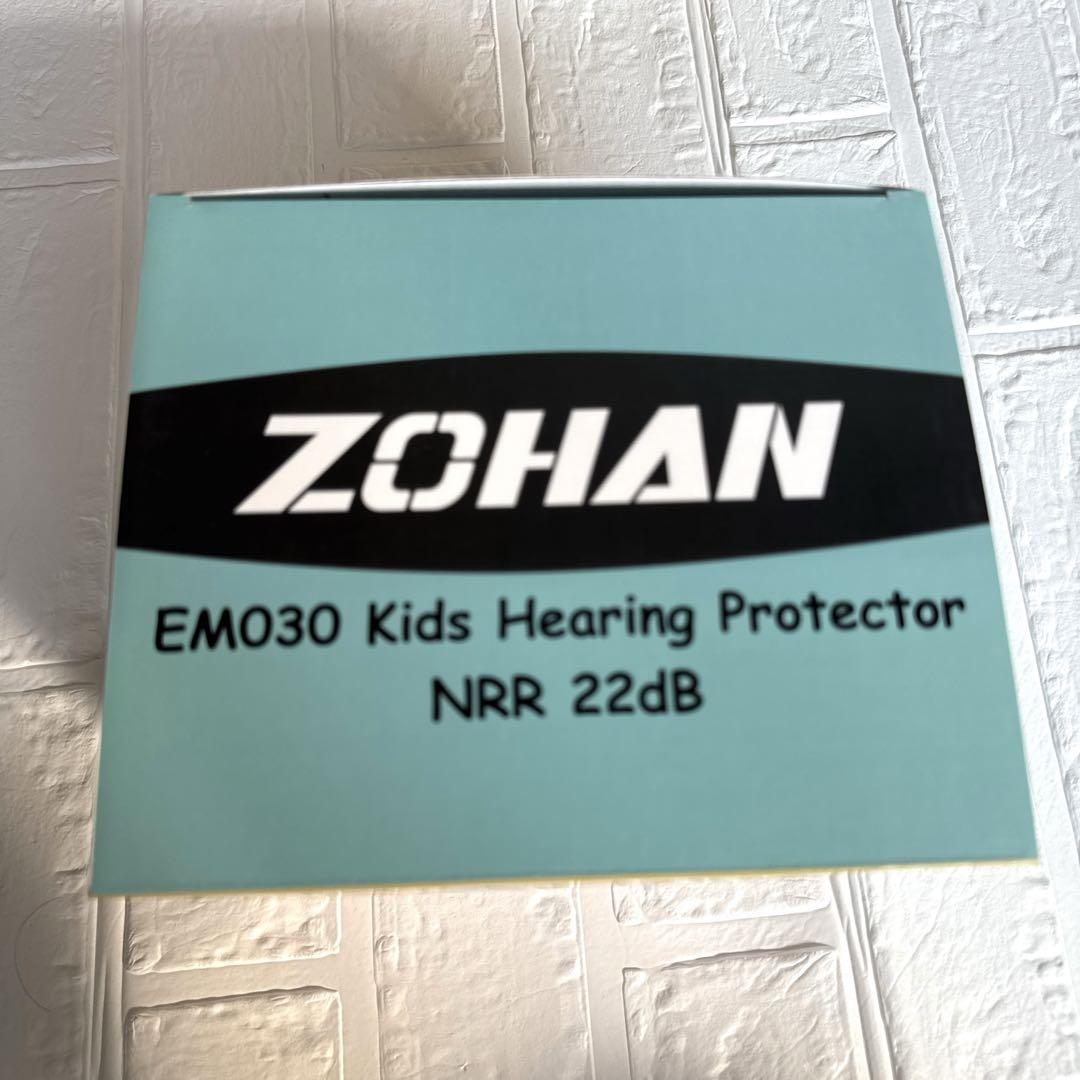 ZOHAN
EM030 Kids Hearing Protector
NRR 22dB